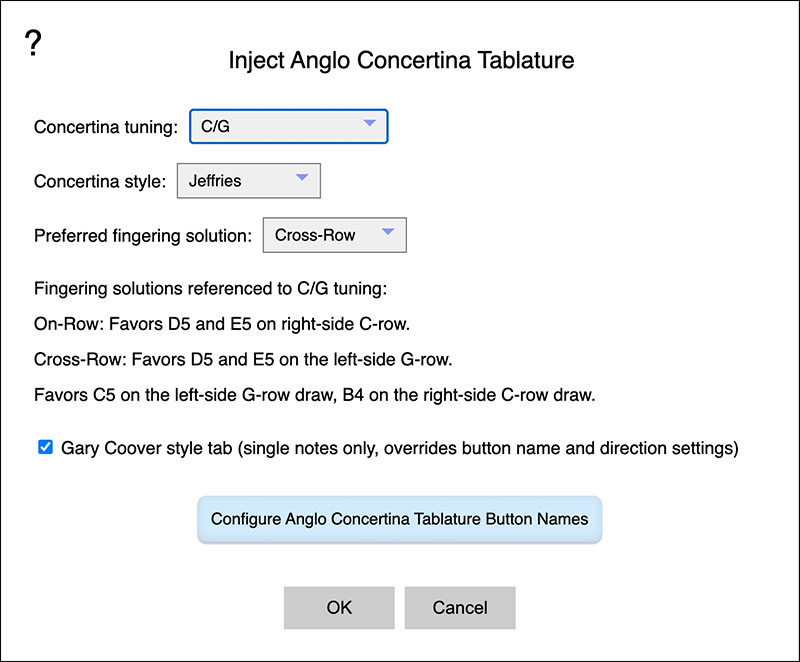 ?
Inject Anglo Concertina Tablature
Concertina tuning: C/G
Concertina style: Jeffries
Preferred fingering solution: Cross-Row
Fingering solutions referenced to C/G tuning:
On-Row: Favors D5 and E5 on right-side C-row.
Cross-Row: Favors D5 and E5 on the left-side G-row.
Favors C5 on the left-side G-row draw, B4 on the right-side C-row draw.
Gary Coover style tab (single notes only, overrides button name and direction settings)
Configure Anglo Concertina Tablature Button Names
OK Cancel